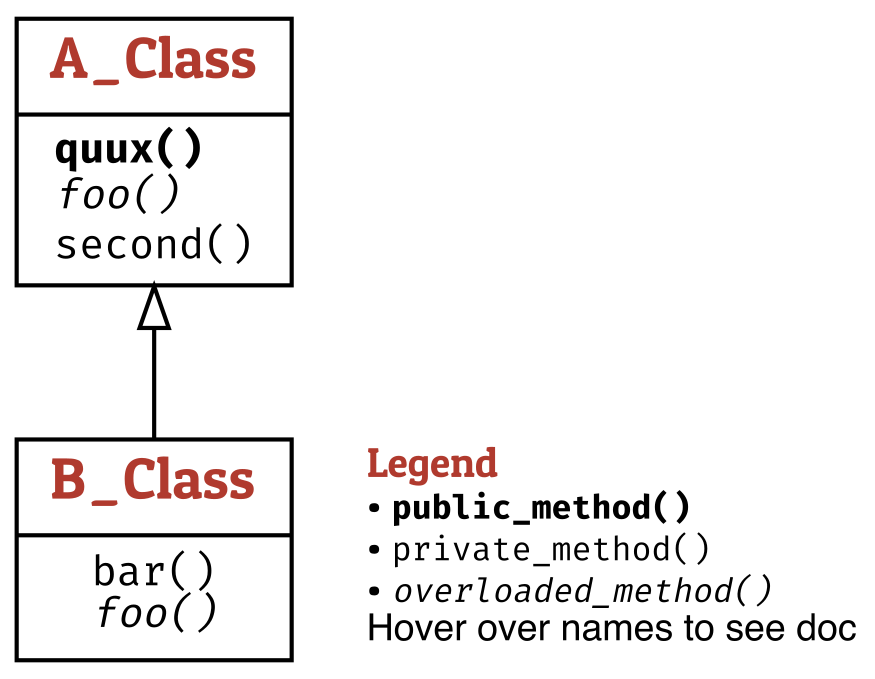 A_Class
quux()
foo()
second()
B_Class
bar()
foo()
Legend
• public_method()
• private_method()
• overloaded_method()
Hover over names to see doc